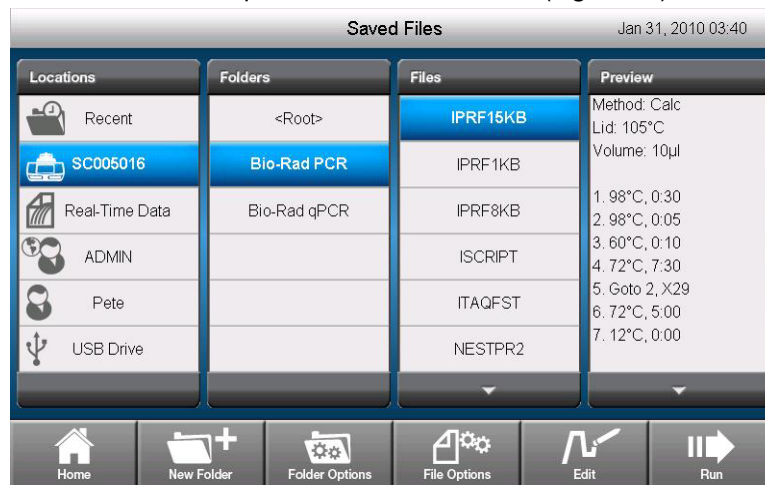 Saved Files
Jan 31, 2010 03:40
Locations
Recent
SC005016
Real-Time Data
ADMIN
Pete
USB Drive
Folders
<Root>
Bio-Rad PCR
Bio-Rad qPCR
Files
IPRF15KB
IPRF1KB
IPRF8KB
ISCRIPT
ITAQFST
NESTPR2
Preview
Method: Calc
Lid: 105°C
Volume: 10µl
1. 98°C, 0:30
2. 98°C, 0:05
3. 60°C, 0:10
4. 72°C, 7:30
5. Goto 2, X29
6. 72°C, 5:00
7. 12°C, 0:00
Home
New Folder
Folder Options
File Options
Edit
Run